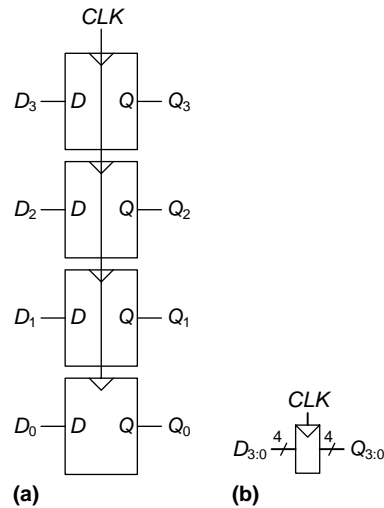 CLK
D3 D Q Q3
D2 D Q Q2
D1 D Q Q1
D0 D Q Q0
(a)
CLK
D3:0 4 4 Q3:0
(b)